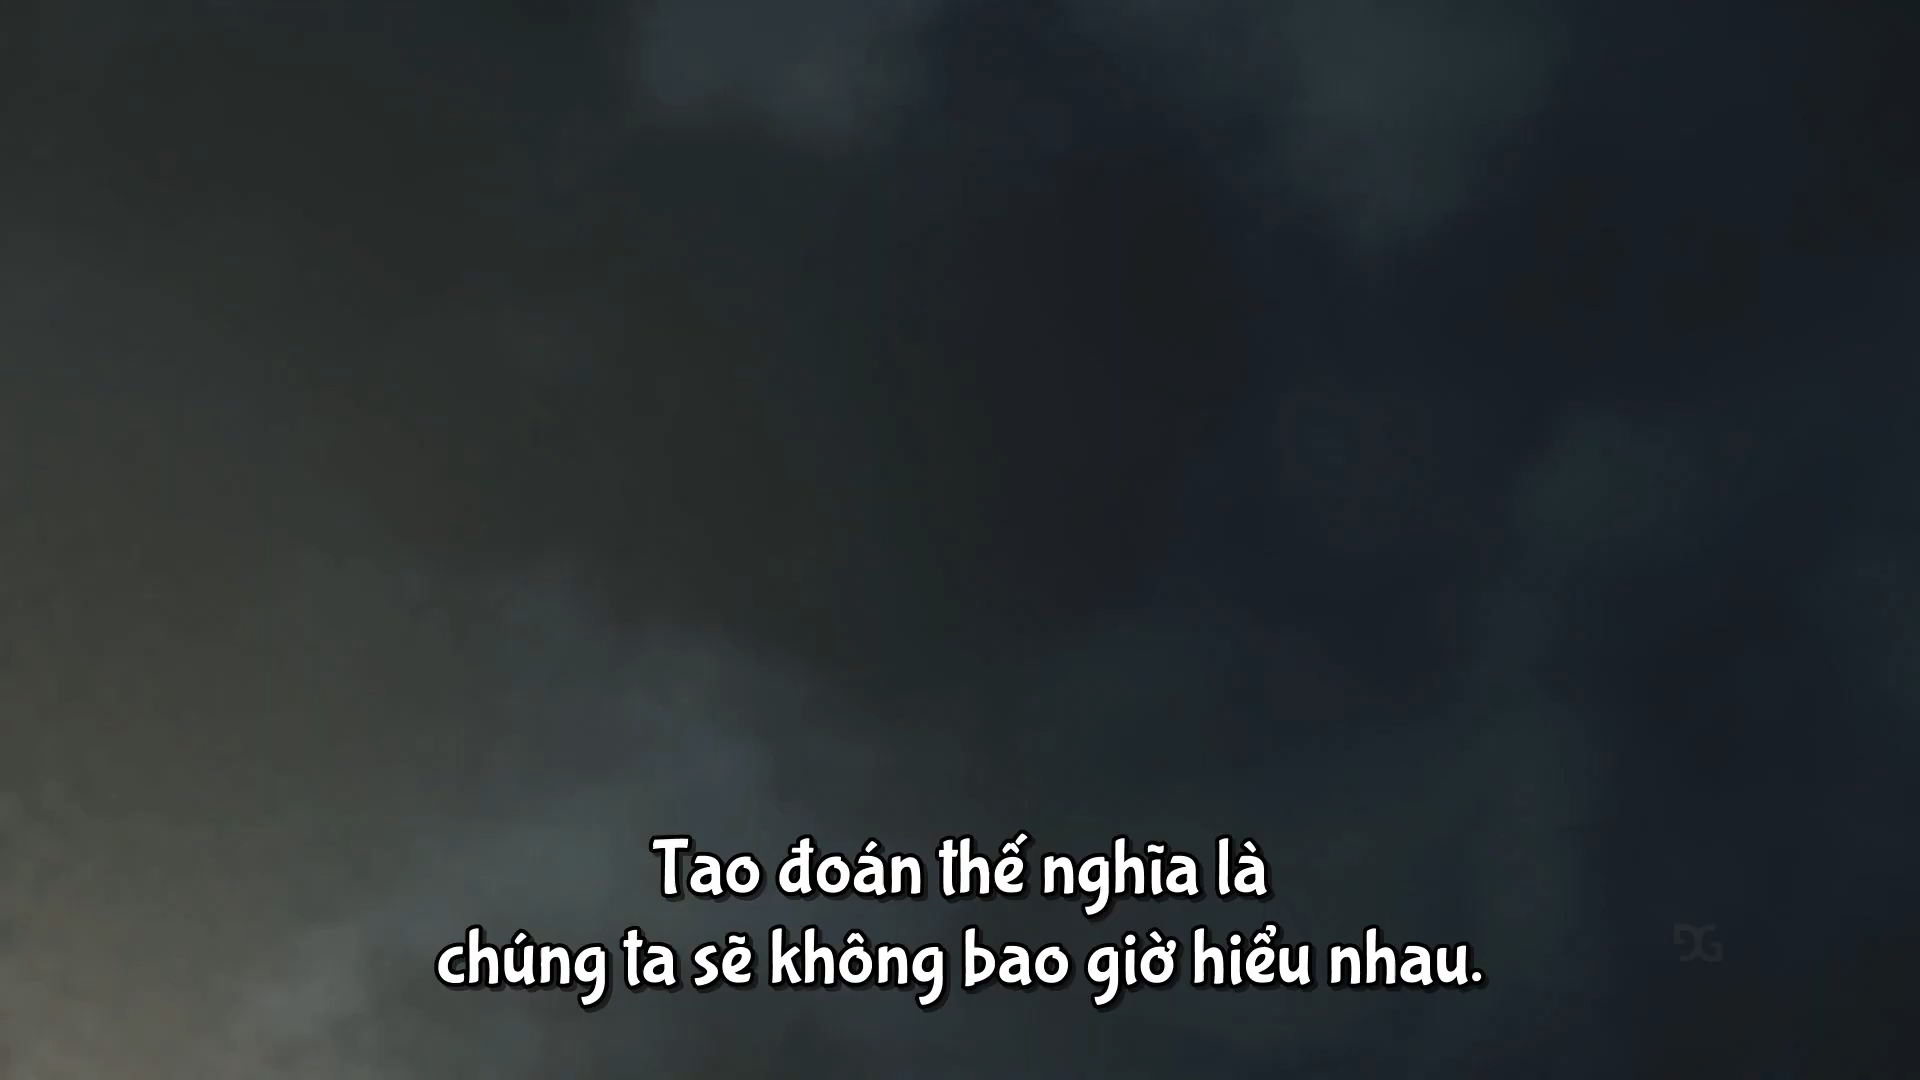 Tao đoán thế nghĩa là
chúng ta sẽ không bao giờ hiểu nhau.